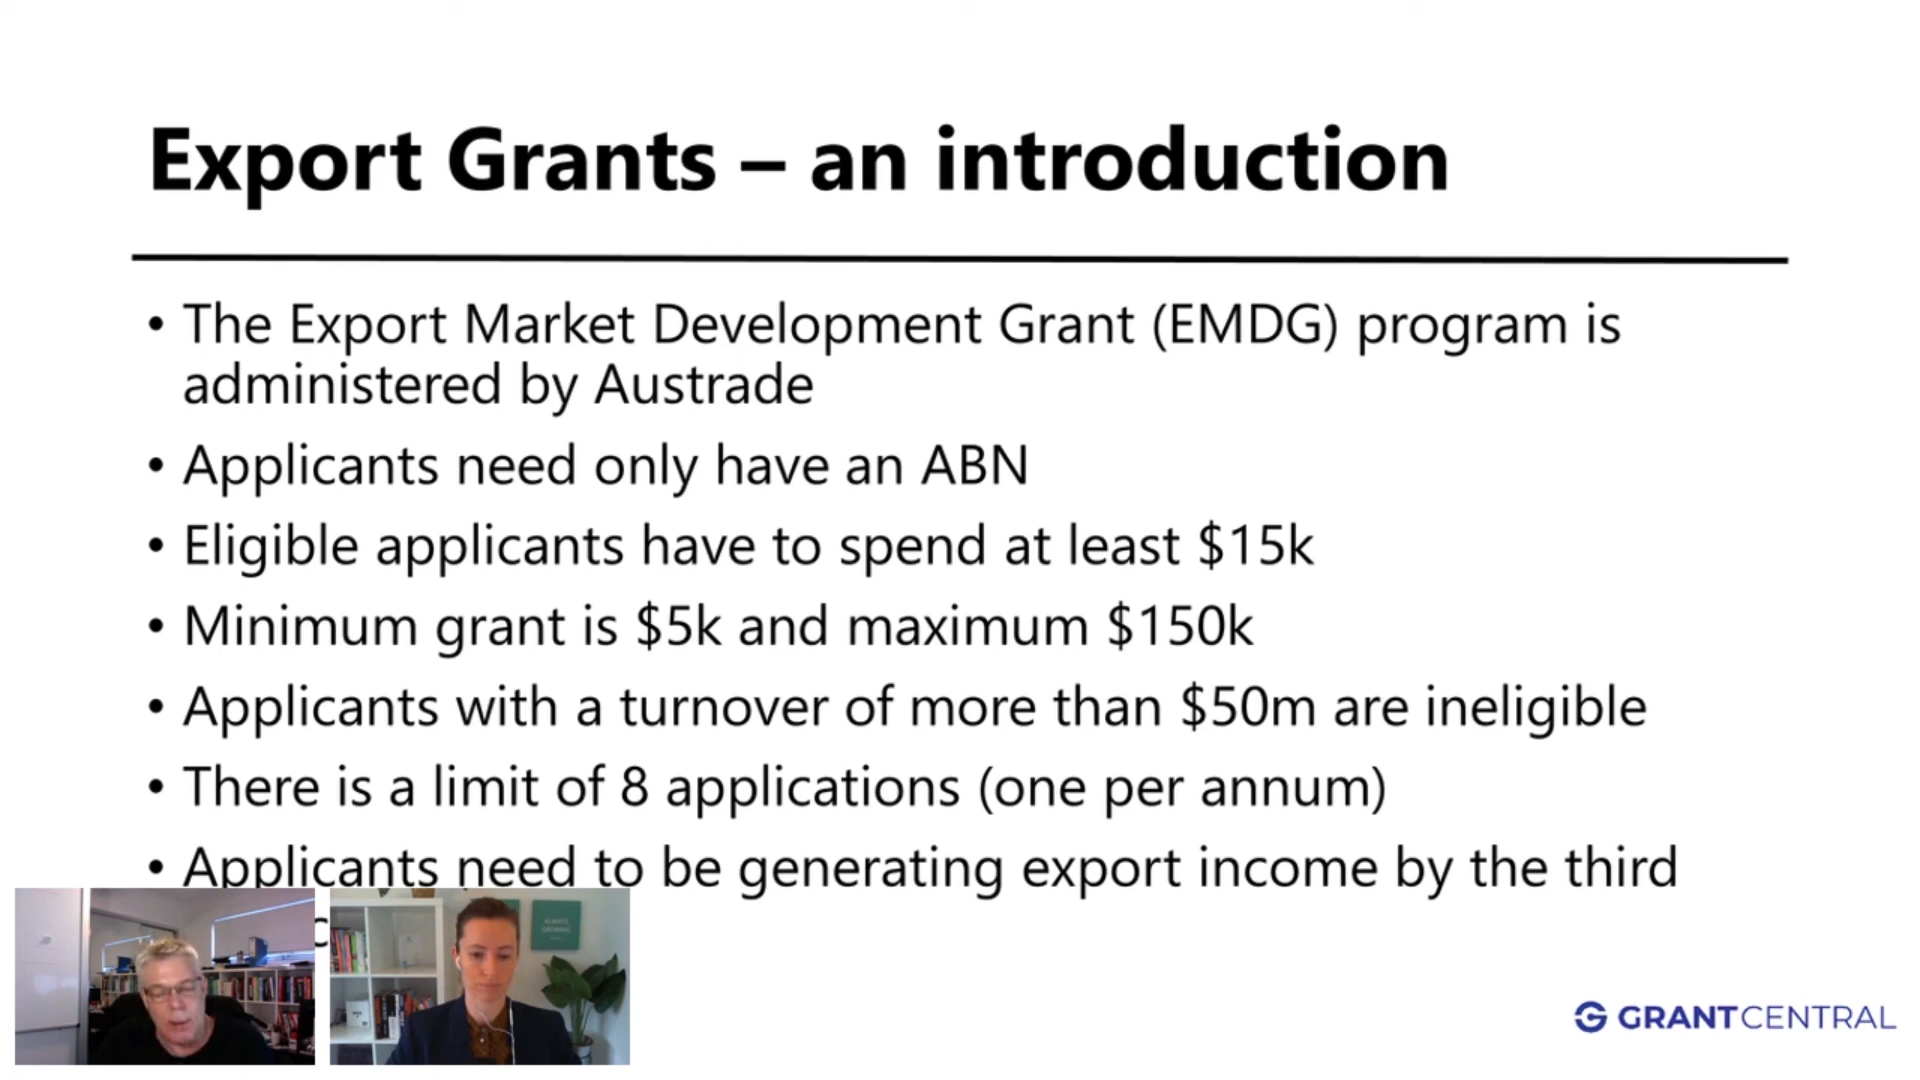 Export Grants – an introduction
• The Export Market Development Grant (EMDG) program is
administered by Austrade
• Applicants need only have an ABN
• Eligible applicants have to spend at least $15k
• Minimum grant is $5k and maximum $150k
• Applicants with a turnover of more than $50m are ineligible
• There is a limit of 8 applications (one per annum)
• Applicants need to be generating export income by the third
ALWAYS
GROWING
GRANTCENTRAL